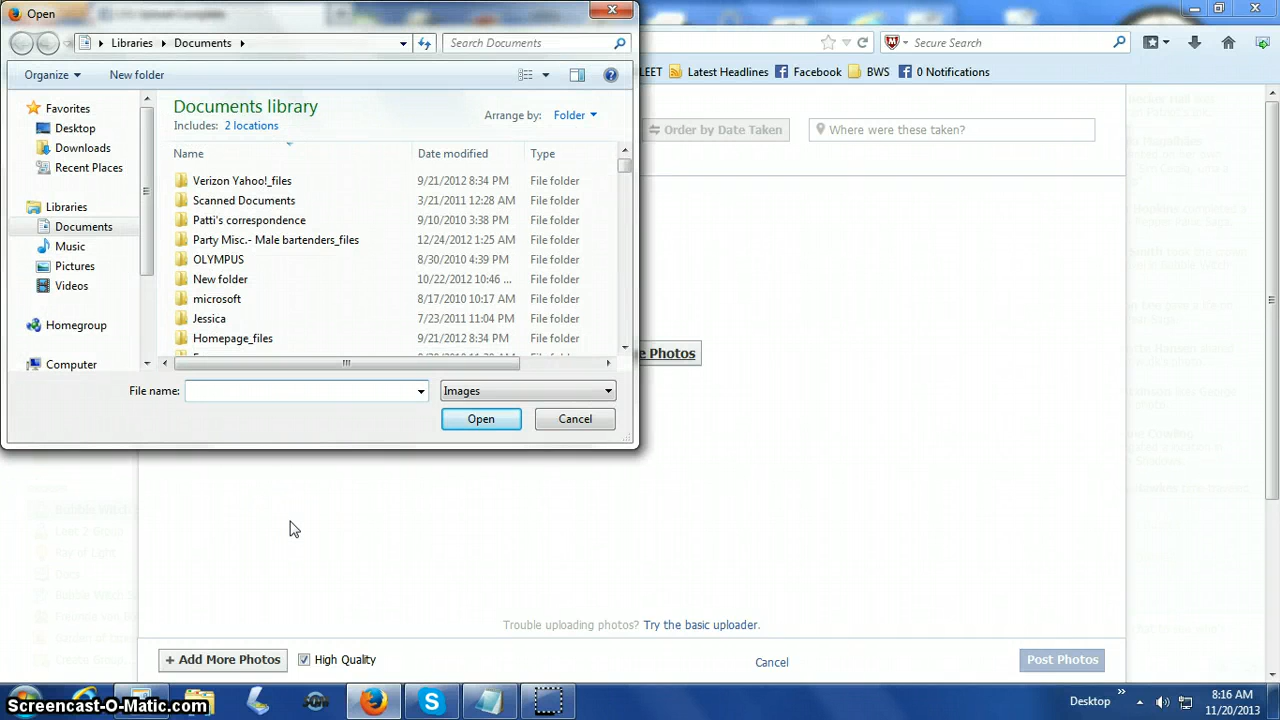 Open
Libraries Documents
Search Documents
Secure Search
Organize New folder
LEET Latest Headlines Facebook BWS 0 Notifications
Favorites
Desktop
Downloads
Recent Places
Libraries
Documents
Music
Pictures
Videos
Homegroup
Computer
Documents library
Includes: 2 locations
Arrange by: Folder
Name Date modified Type
Verizon Yahoo!_files 9/21/2012 8:34 PM File folder
Scanned Documents 3/21/2011 12:28 AM File folder
Patti's correspondence 9/10/2010 3:38 PM File folder
Party Misc.- Male bartenders_files 12/24/2012 1:25 AM File folder
OLYMPUS 8/30/2010 4:39 PM File folder
New folder 10/22/2012 10:46 ... File folder
microsoft 8/17/2010 10:17 AM File folder
Jessica 7/23/2011 11:04 PM File folder
Homepage_files 9/21/2012 8:34 PM File folder
File name: Images
Open Cancel
Order by Date Taken Where were these taken?
e Photos
Trouble uploading photos? Try the basic uploader.
+ Add More Photos High Quality Cancel Post Photos
Desktop
8:16 AM
11/20/2013
Screencast-O-Matic.com